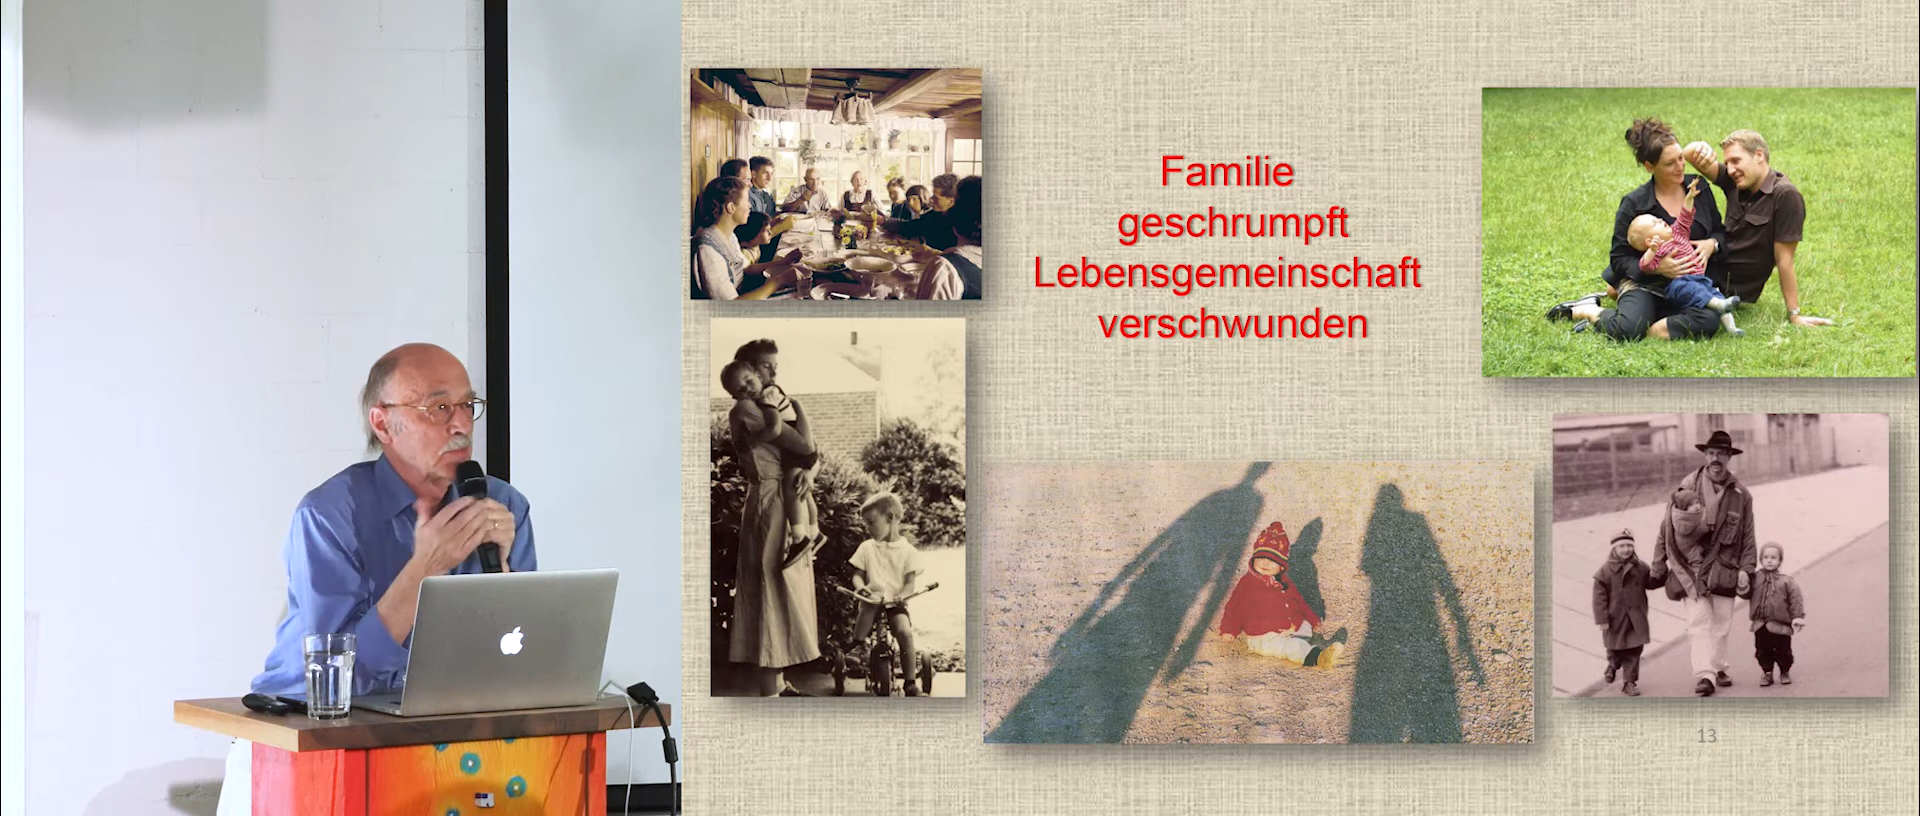 Familie
geschrumpft
Lebensgemeinschaft
verschwunden
13